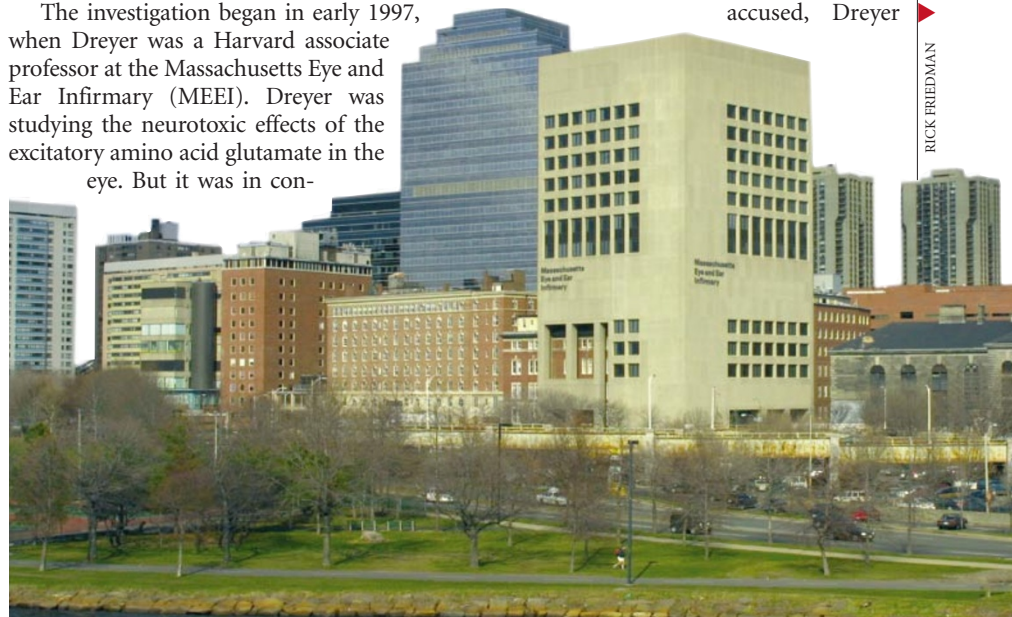 The investigation began in early 1997,
when Dreyer was a Harvard associate
professor at the Massachusetts Eye and
Ear Infirmary (MEEI). Dreyer was
studying the neurotoxic effects of the
excitatory amino acid glutamate in the
eye. But it was in con-
accused, Dreyer
RICK FRIEDMAN
Massachusetts
Eye and Ear
Infirmary
Massachusetts
Eye and Ear
Infirmary